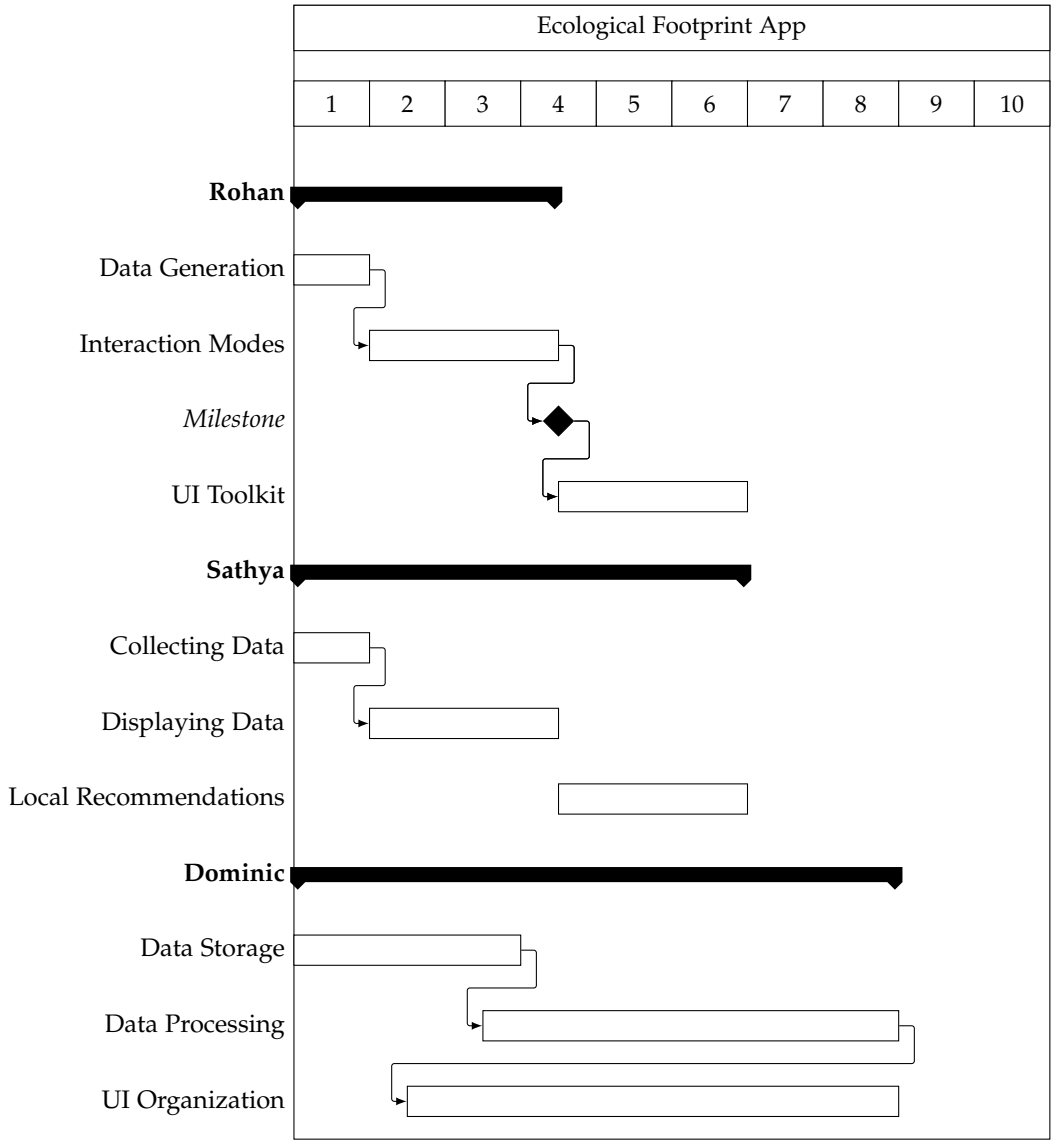 Ecological Footprint App
1 2 3 4 5 6 7 8 9 10
Rohan
Data Generation
Interaction Modes
Milestone
UI Toolkit
Sathya
Collecting Data
Displaying Data
Local Recommendations
Dominic
Data Storage
Data Processing
UI Organization